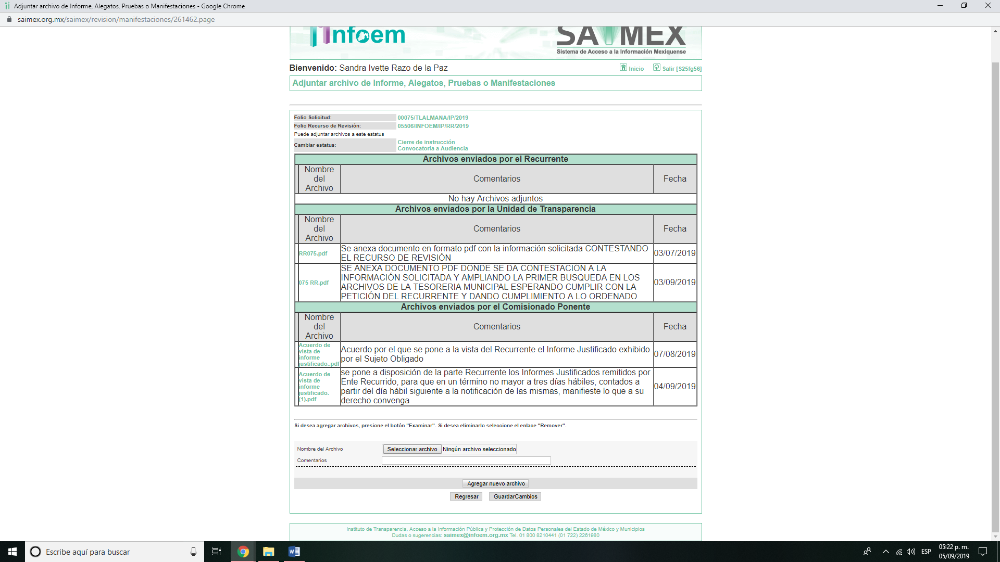 Adjuntar archivo de Informe, Alegatos, Pruebas o Manifestaciones - Google Chrome
saimex.org.mx/saimex/revision/manifestaciones/261462.page
infoem
SAIMEX
Sistema de Acceso a la Información Mexiquense
Bienvenido: Sandra Ivette Razo de la Paz
Inicio Salir [S25fg56]
Adjuntar archivo de Informe, Alegatos, Pruebas o Manifestaciones
Folio Solicitud: 00075/TLALMANA/IP/2019
Folio Recurso de Revisión: 05506/INFOEM/IP/RR/2019
Puede adjuntar archivos a este estatus
Cambiar estatus: Cierre de instrucción
Convocatoria a Audiencia
Archivos enviados por el Recurrente
Nombre
del
Archivo
Comentarios
Fecha
No hay Archivos adjuntos
Archivos enviados por la Unidad de Transparencia
Nombre
del
Archivo
Comentarios
Fecha
RR075.pdf
Se anexa documento en formato pdf con la información solicitada CONTESTANDO
EL RECURSO DE REVISIÓN
03/07/2019
075 RR.pdf
SE ANEXA DOCUMENTO PDF DONDE SE DA CONTESTACIÓN A LA
INFORMACIÓN SOLICITADA Y AMPLIANDO LA PRIMER BUSQUEDA EN LOS
ARCHIVOS DE LA TESORERIA MUNICIPAL ESPERANDO CUMPLIR CON LA
PETICIÓN DEL RECURRENTE Y DANDO CUMPLIMIENTO A LO ORDENADO
03/09/2019
Archivos enviados por el Comisionado Ponente
Nombre
del
Archivo
Comentarios
Fecha
Acuerdo de
vista de
informe
justificado..pdf
Acuerdo por el que se pone a la vista del Recurrente el Informe Justificado exhibido
por el Sujeto Obligado
07/08/2019
Acuerdo de
vista de
informe
justificado.
(1).pdf
se pone a disposición de la parte Recurrente los Informes Justificados remitidos por
Ente Recurrido, para que en un término no mayor a tres días hábiles, contados a
partir del día hábil siguiente a la notificación de las mismas, manifieste lo que a su
derecho convenga
04/09/2019
Si desea agregar archivos, presione el botón "Examinar". Si desea eliminarlo seleccione el enlace "Remover".
Nombre del Archivo Seleccionar archivo Ningún archivo seleccionado
Comentarios
Agregar nuevo archivo
Regresar GuardarCambios
Instituto de Transparencia, Acceso a la Información Pública y Protección de Datos Personales del Estado de México y Municipios
Dudas o sugerencias: saimex@infoem.org.mx Tel. 01 800 8210441 (01 722) 2261980
Escribe aquí para buscar
ESP
05:22 p. m.
05/09/2019